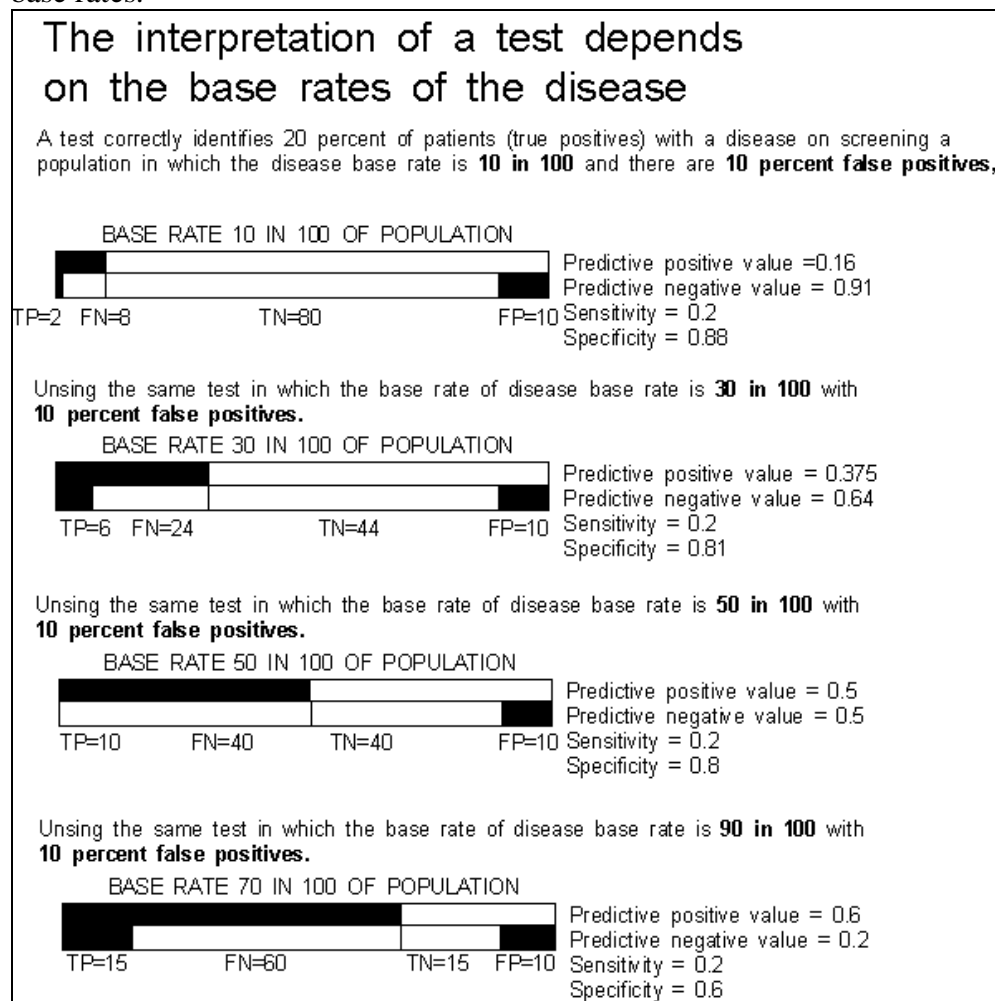 base rates.
The interpretation of a test depends
on the base rates of the disease
A test correctly identifies 20 percent of patients (true positives) with a disease on screening a
population in which the disease base rate is 10 in 100 and there are 10 percent false positives,
BASE RATE 10 IN 100 OF POPULATION
Predictive positive value =0.16
Predictive negative value = 0.91
TP=2 FN=8 TN=80 FP=10 Sensitivity = 0.2
Specificity = 0.88
Unsing the same test in which the base rate of disease base rate is 30 in 100 with
10 percent false positives.
BASE RATE 30 IN 100 OF POPULATION
Predictive positive value = 0.375
Predictive negative value = 0.64
TP=6 FN=24 TN=44 FP=10 Sensitivity = 0.2
Specificity = 0.81
Unsing the same test in which the base rate of disease base rate is 50 in 100 with
10 percent false positives.
BASE RATE 50 IN 100 OF POPULATION
Predictive positive value = 0.5
Predictive negative value = 0.5
TP=10 FN=40 TN=40 FP=10 Sensitivity = 0.2
Specificity = 0.8
Unsing the same test in which the base rate of disease base rate is 90 in 100 with
10 percent false positives.
BASE RATE 70 IN 100 OF POPULATION
Predictive positive value = 0.6
Predictive negative value = 0.2
TP=15 FN=60 TN=15 FP=10 Sensitivity = 0.2
Specificity = 0.6